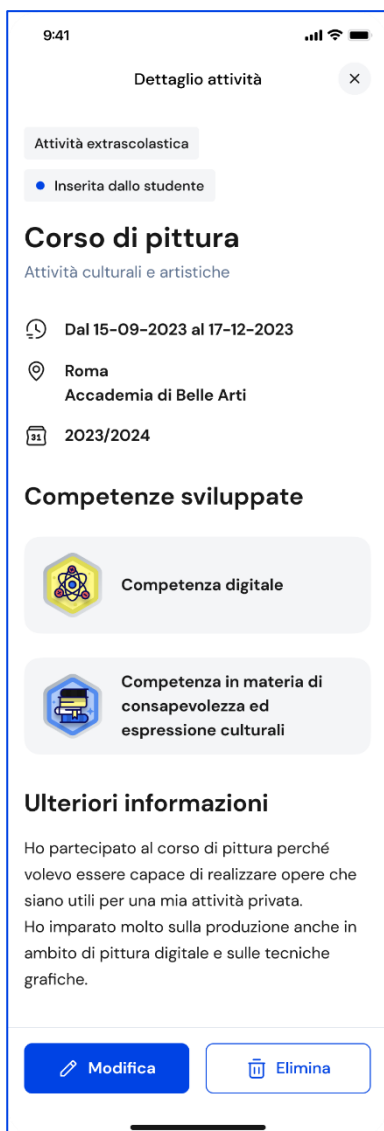 9:41
Dettaglio attività
Attività extrascolastica
Inserita dallo studente
Corso di pittura
Attività culturali e artistiche
Dal 15-09-2023 al 17-12-2023
Roma
Accademia di Belle Arti
31
2023/2024
Competenze sviluppate
Competenza digitale
Competenza in materia di
consapevolezza ed
espressione culturali
Ulteriori informazioni
Ho partecipato al corso di pittura perché
volevo essere capace di realizzare opere che
siano utili per una mia attività privata.
Ho imparato molto sulla produzione anche in
ambito di pittura digitale e sulle tecniche
grafiche.
Modifica
Elimina